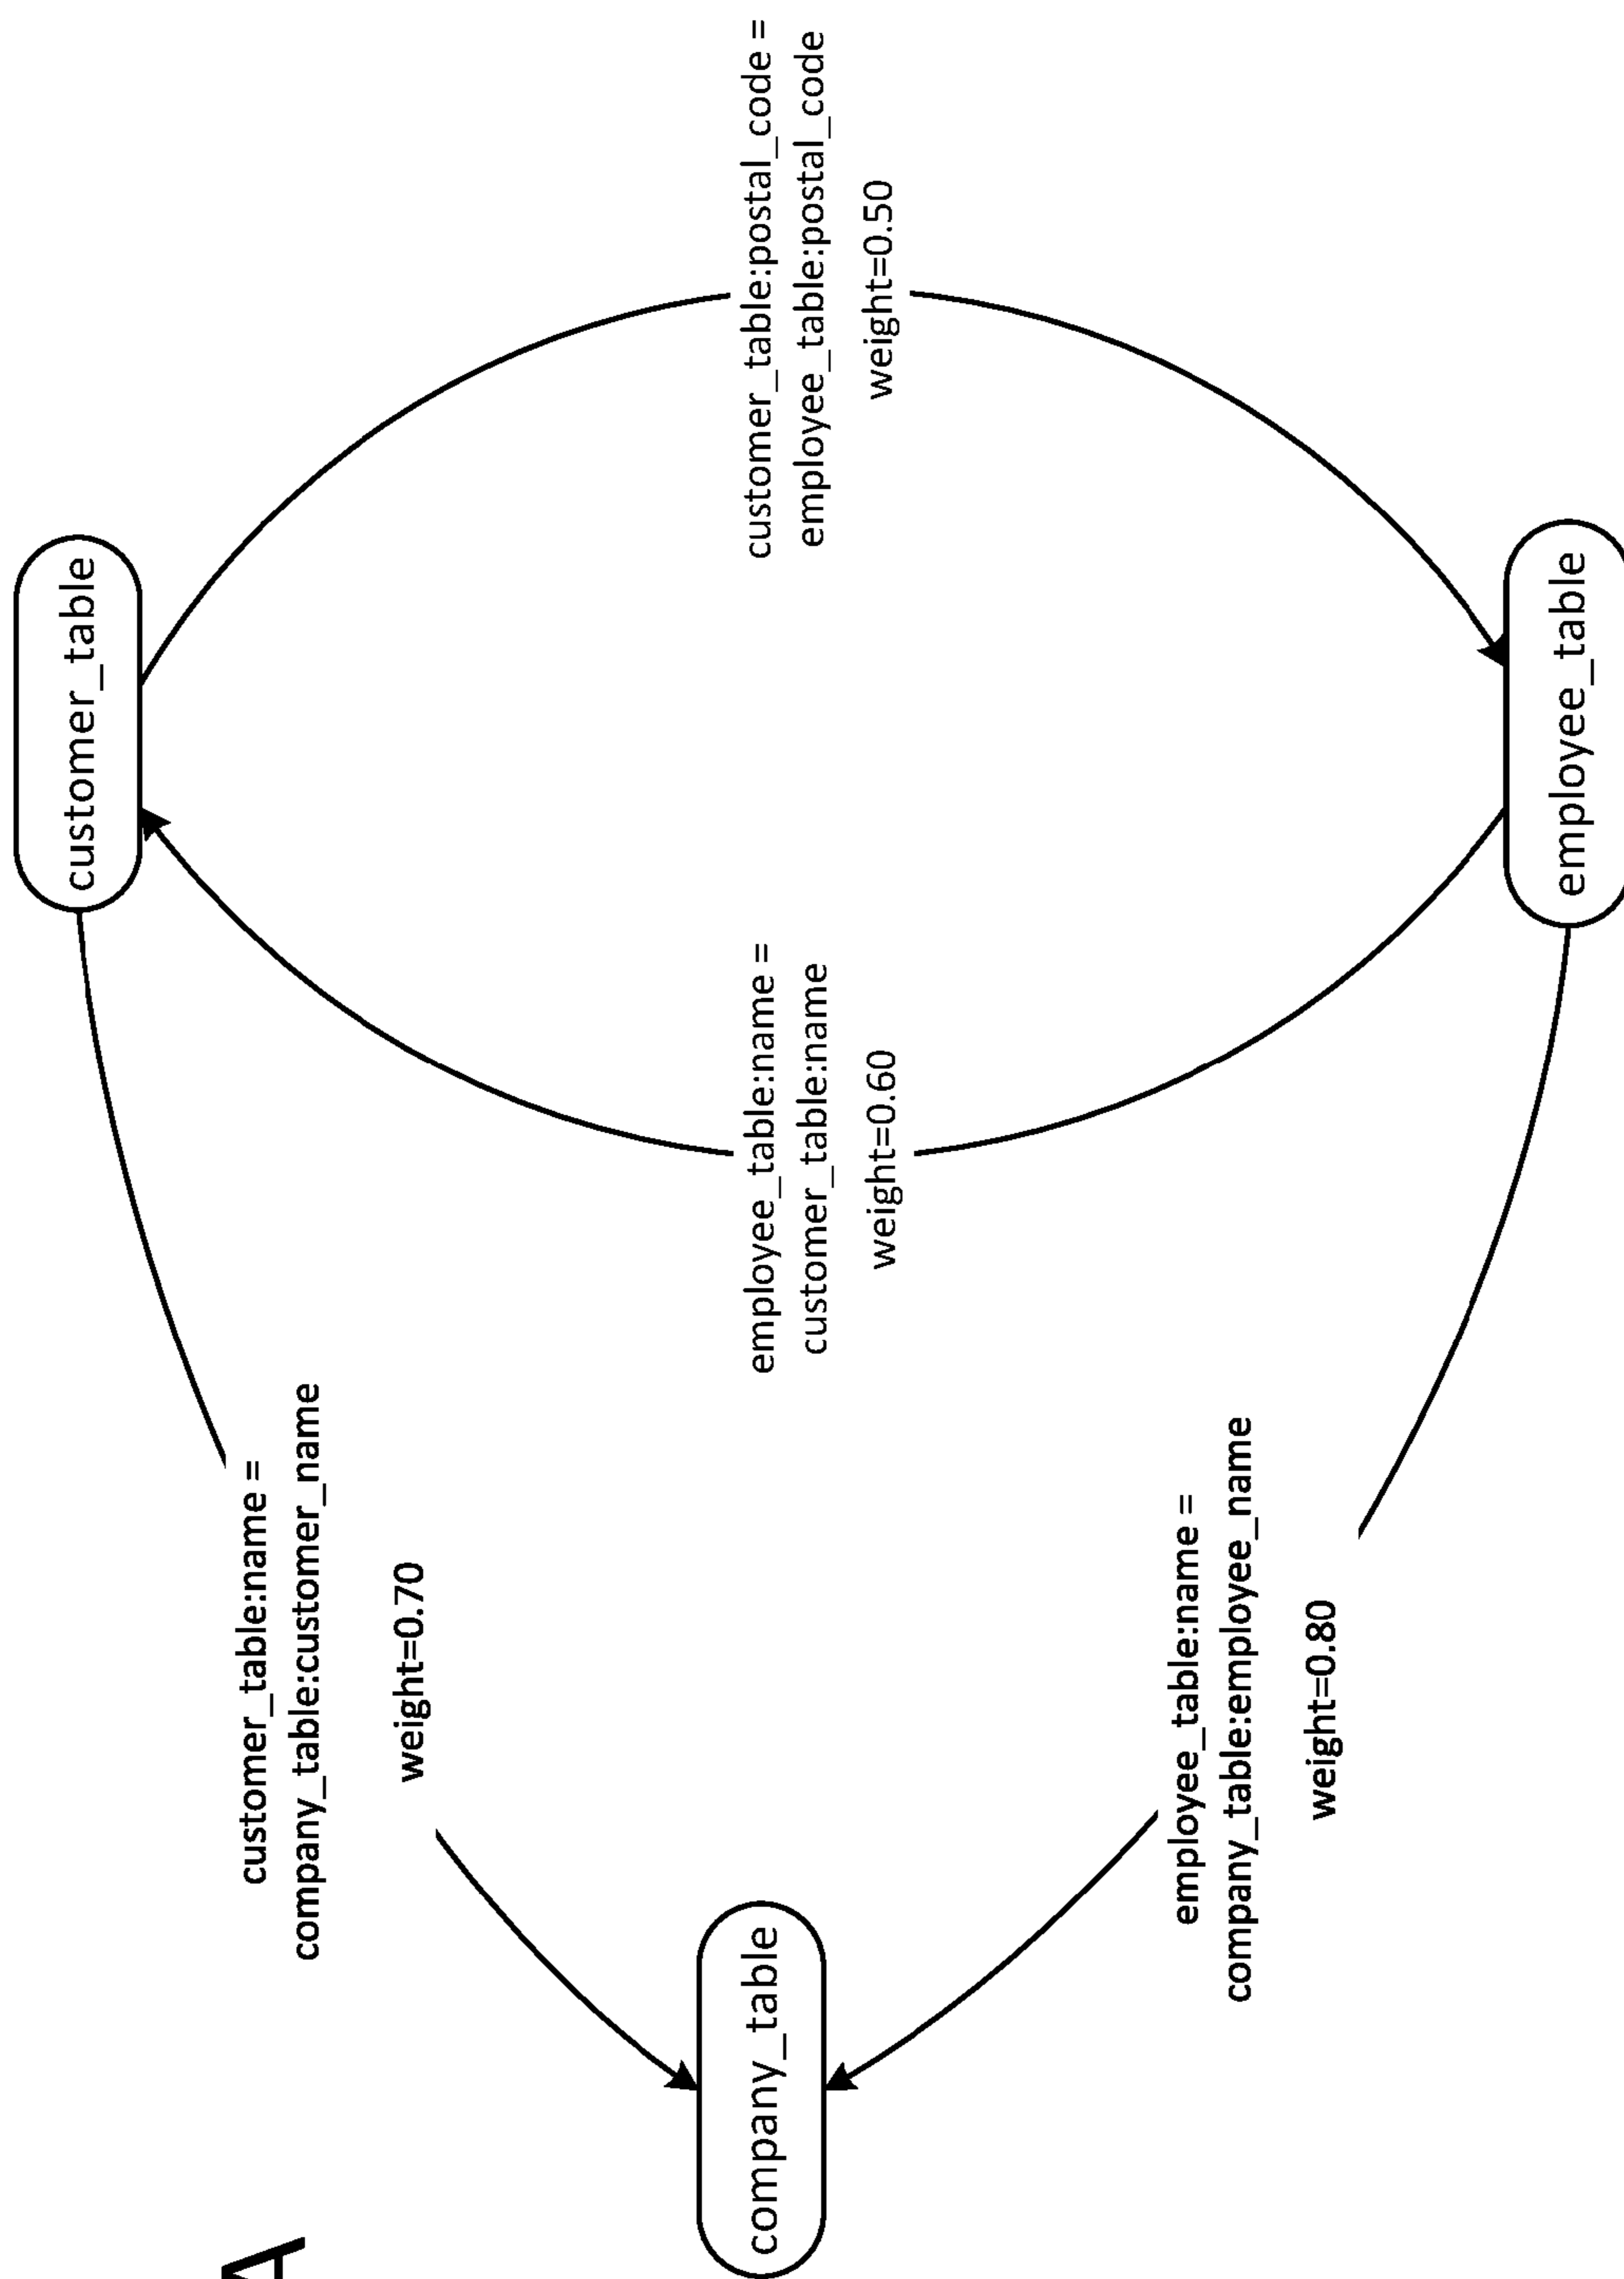 A
customer_table
customer_table:name =
company_table:customer_name
weight=0.70
customer_table:postal_code =
employee_table:postal_code
weight=0.50
employee_table:name =
customer_table:name
weight=0.60
company_table
employee_table:name =
company_table:employee_name
weight=0.80
employee_table